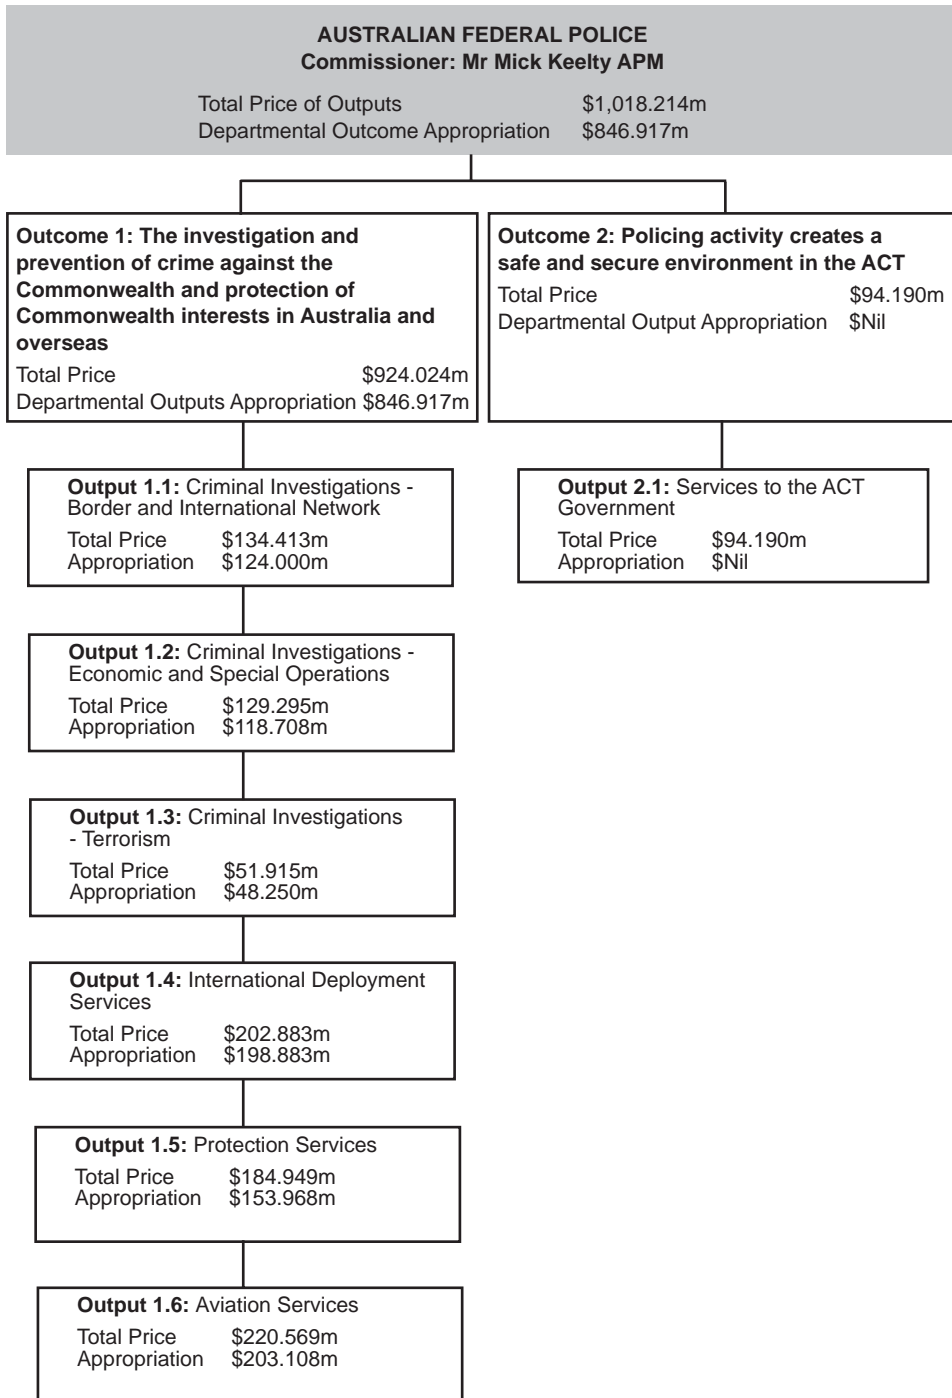 AUSTRALIAN FEDERAL POLICE
Commissioner: Mr Mick Keelty APM
Total Price of Outputs $1,018.214m
Departmental Outcome Appropriation $846.917m
Outcome 1: The investigation and
prevention of crime against the
Commonwealth and protection of
Commonwealth interests in Australia and
overseas
Total Price $924.024m
Departmental Outputs Appropriation $846.917m
Outcome 2: Policing activity creates a
safe and secure environment in the ACT
Total Price $94.190m
Departmental Output Appropriation $Nil
Output 1.1: Criminal Investigations -
Border and International Network
Total Price $134.413m
Appropriation $124.000m
Output 2.1: Services to the ACT
Government
Total Price $94.190m
Appropriation $Nil
Output 1.2: Criminal Investigations -
Economic and Special Operations
Total Price $129.295m
Appropriation $118.708m
Output 1.3: Criminal Investigations
- Terrorism
Total Price $51.915m
Appropriation $48.250m
Output 1.4: International Deployment
Services
Total Price $202.883m
Appropriation $198.883m
Output 1.5: Protection Services
Total Price $184.949m
Appropriation $153.968m
Output 1.6: Aviation Services
Total Price $220.569m
Appropriation $203.108m